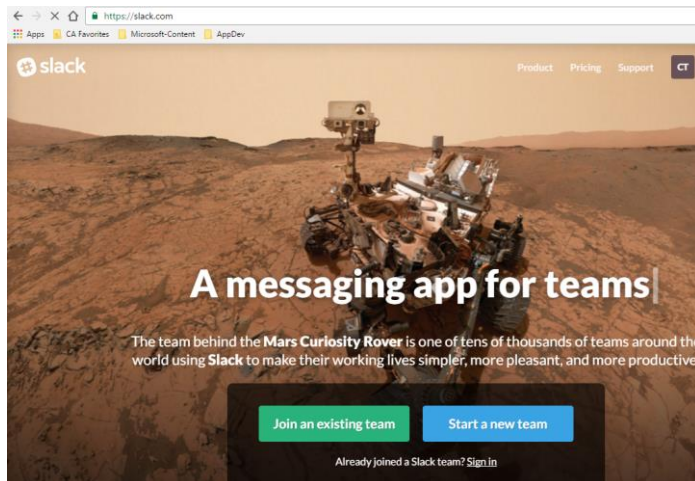 https://slack.com
Apps CA Favorites Microsoft-Content AppDev
slack Product Pricing Support CT
A messaging app for teams
The team behind the Mars Curiosity Rover is one of tens of thousands of teams around the
world using Slack to make their working lives simpler, more pleasant, and more productive
Join an existing team Start a new team
Already joined a Slack team? Sign in